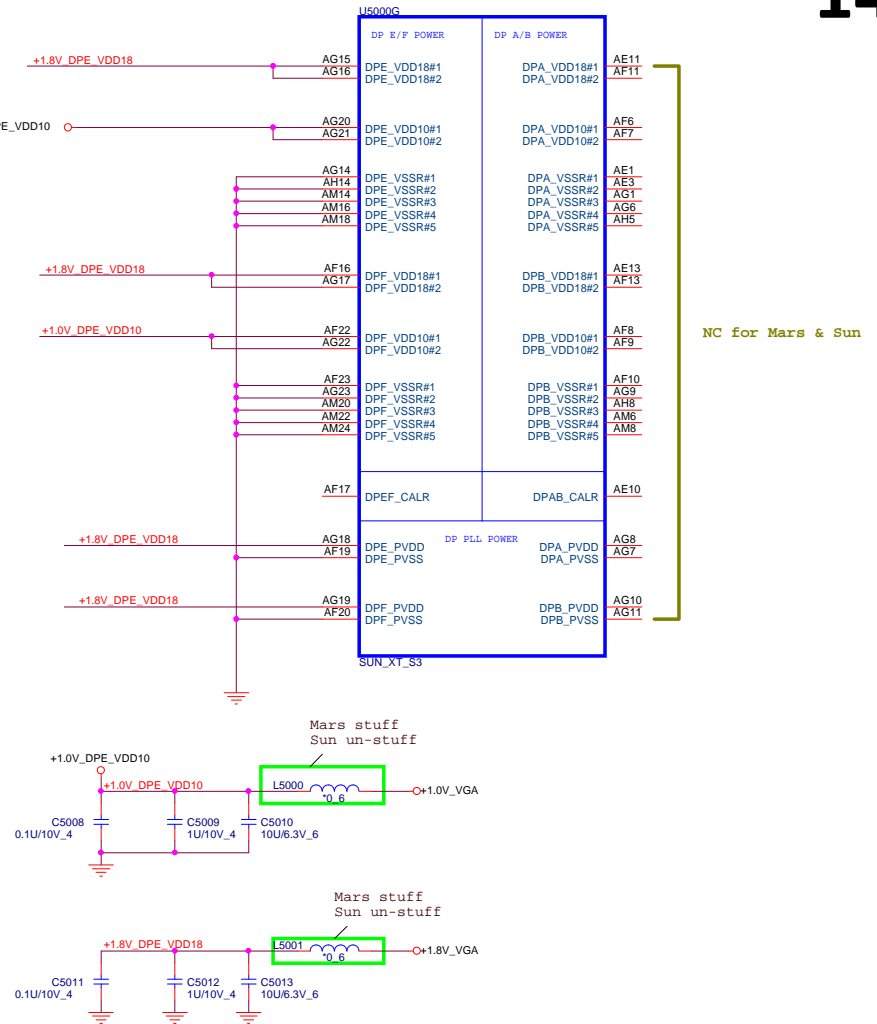 14
U5000G
DP E/F POWER DP A/B POWER
+1.8V_DPE_VDD18 AG15 DPE_VDD18#1 DPA_VDD18#1 AE11
AG16 DPE_VDD18#2 DPA_VDD18#2 AF11
PE_VDD10 AG20 DPE_VDD10#1 DPA_VDD10#1 AF6
AG21 DPE_VDD10#2 DPA_VDD10#2 AF7
AG14 DPE_VSSR#1 DPA_VSSR#1 AE1
AH14 DPE_VSSR#2 DPA_VSSR#2 AE3
AM14 DPE_VSSR#3 DPA_VSSR#3 AG1
AM16 DPE_VSSR#4 DPA_VSSR#4 AG6
AM18 DPE_VSSR#5 DPA_VSSR#5 AH5
+1.8V_DPE_VDD18 AF16 DPF_VDD18#1 DPB_VDD18#1 AE13
AG17 DPF_VDD18#2 DPB_VDD18#2 AF13
+1.0V_DPE_VDD10 AF22 DPF_VDD10#1 DPB_VDD10#1 AF8
AG22 DPF_VDD10#2 DPB_VDD10#2 AF9
NC for Mars & Sun
AF23 DPF_VSSR#1 DPB_VSSR#1 AF10
AG23 DPF_VSSR#2 DPB_VSSR#2 AG9
AM20 DPF_VSSR#3 DPB_VSSR#3 AH8
AM22 DPF_VSSR#4 DPB_VSSR#4 AM6
AM24 DPF_VSSR#5 DPB_VSSR#5 AM8
AF17 DPEF_CALR DPAB_CALR AE10
DP PLL POWER
+1.8V_DPE_VDD18 AG18 DPE_PVDD DPA_PVDD AG8
AF19 DPE_PVSS DPA_PVSS AG7
+1.8V_DPE_VDD18 AG19 DPF_PVDD DPB_PVDD AG10
AF20 DPF_PVSS DPB_PVSS AG11
SUN_XT_S3
Mars stuff
Sun un-stuff
+1.0V_DPE_VDD10
+1.0V_DPE_VDD10 L5000 +1.0V_VGA
*0_6
C5008 C5009 C5010
0.1U/10V_4 1U/10V_4 10U/6.3V_6
Mars stuff
Sun un-stuff
+1.8V_DPE_VDD18 L5001 +1.8V_VGA
*0_6
C5011 C5012 C5013
0.1U/10V_4 1U/10V_4 10U/6.3V_6